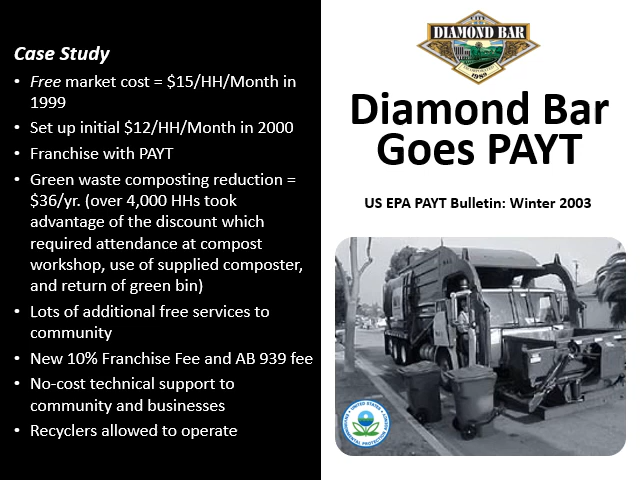 Case Study
• Free market cost = $15/HH/Month in
1999
• Set up initial $12/HH/Month in 2000
• Franchise with PAYT
• Green waste composting reduction =
$36/yr. (over 4,000 HHs took
advantage of the discount which
required attendance at compost
workshop, use of supplied composter,
and return of green bin)
• Lots of additional free services to
community
• New 10% Franchise Fee and AB 939 fee
• No-cost technical support to
community and businesses
• Recyclers allowed to operate
DIAMOND BAR
1989
Diamond Bar
Goes PAYT
US EPA PAYT Bulletin: Winter 2003
UNITED STATES